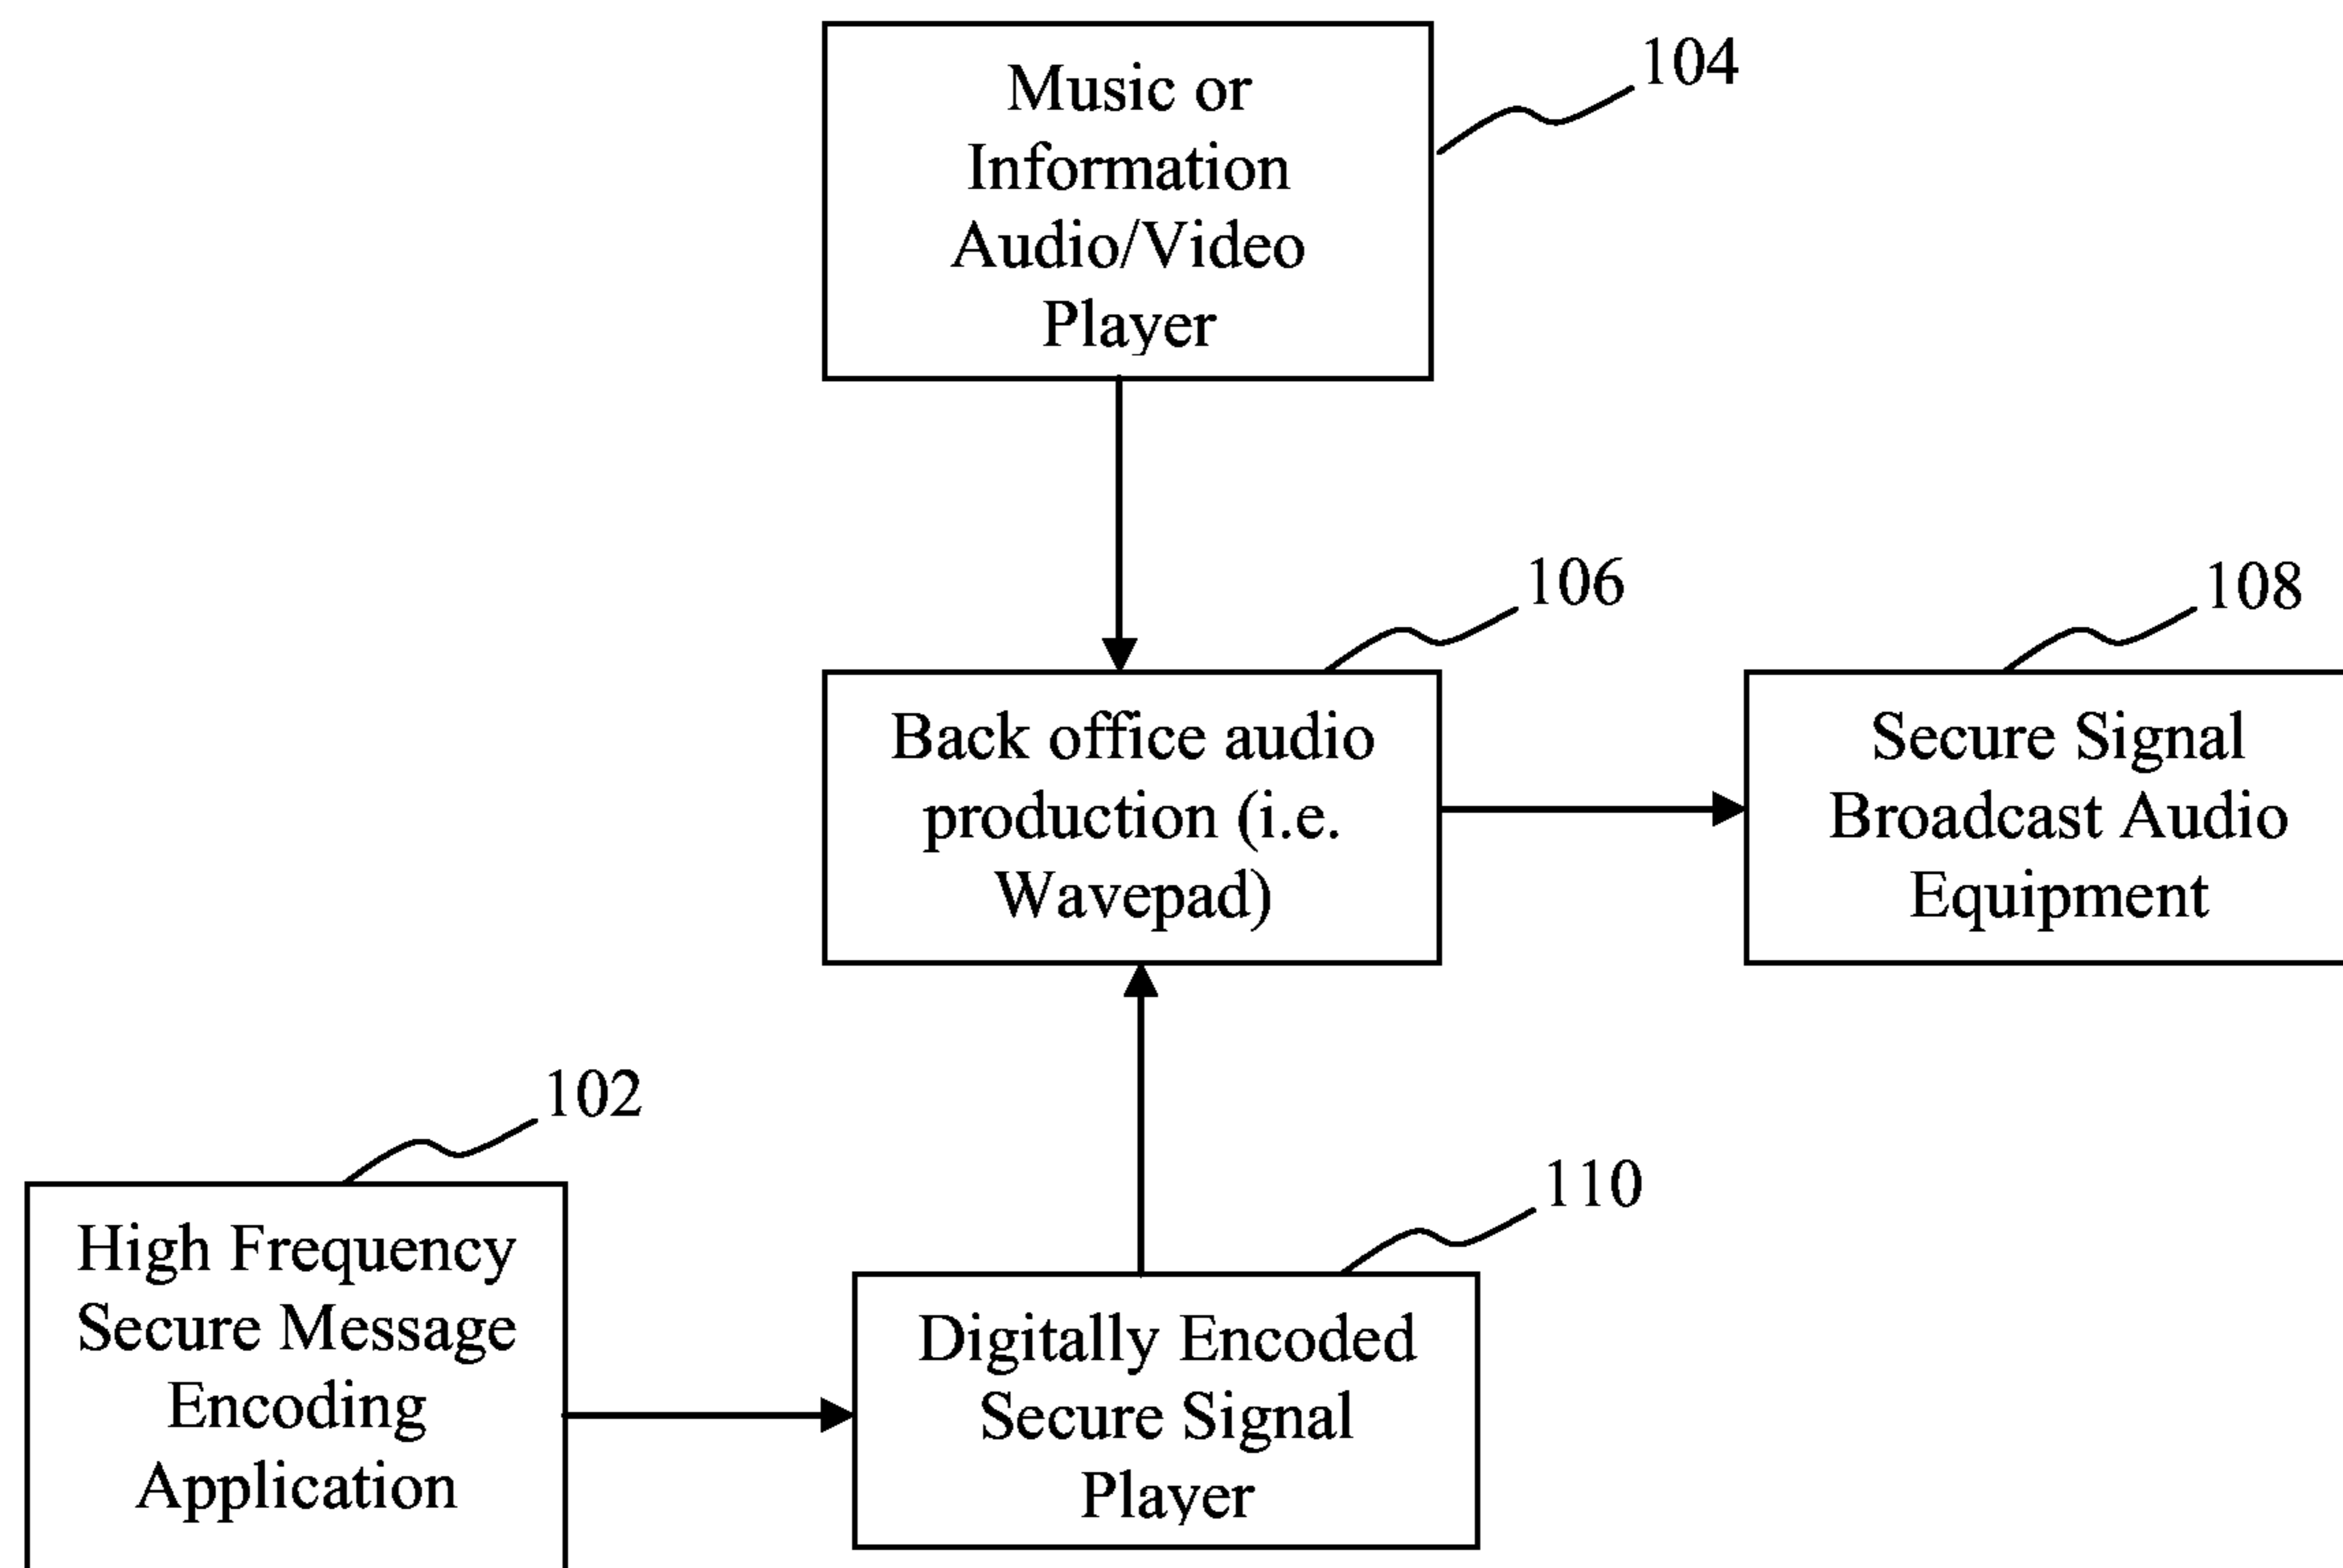 104
Music or
Information
Audio/Video
Player
106
108
Back office audio
production (i.e.
Wavepad)
Secure Signal
Broadcast Audio
Equipment
102
110
High Frequency
Secure Message
Encoding
Application
Digitally Encoded
Secure Signal
Player